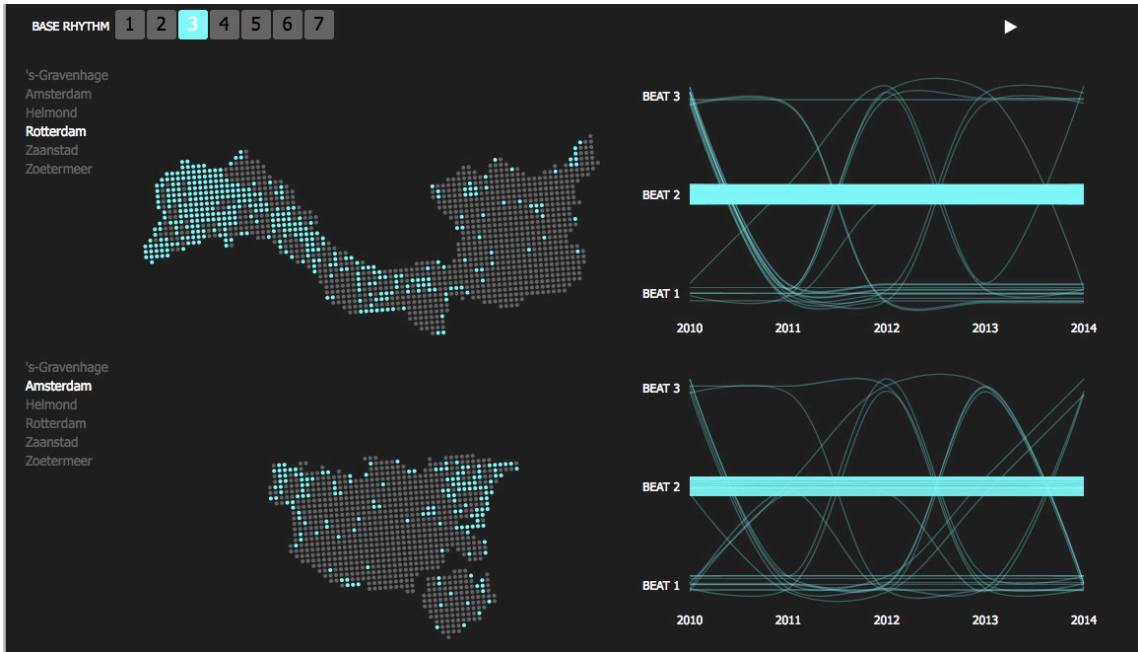 BASE RHYTHM 1 2 3 4 5 6 7
's-Gravenhage
Amsterdam
Helmond
Rotterdam
Zaanstad
Zoetermeer
BEAT 3
BEAT 2
BEAT 1
2010 2011 2012 2013 2014
's-Gravenhage
Amsterdam
Helmond
Rotterdam
Zaanstad
Zoetermeer
BEAT 3
BEAT 2
BEAT 1
2010 2011 2012 2013 2014